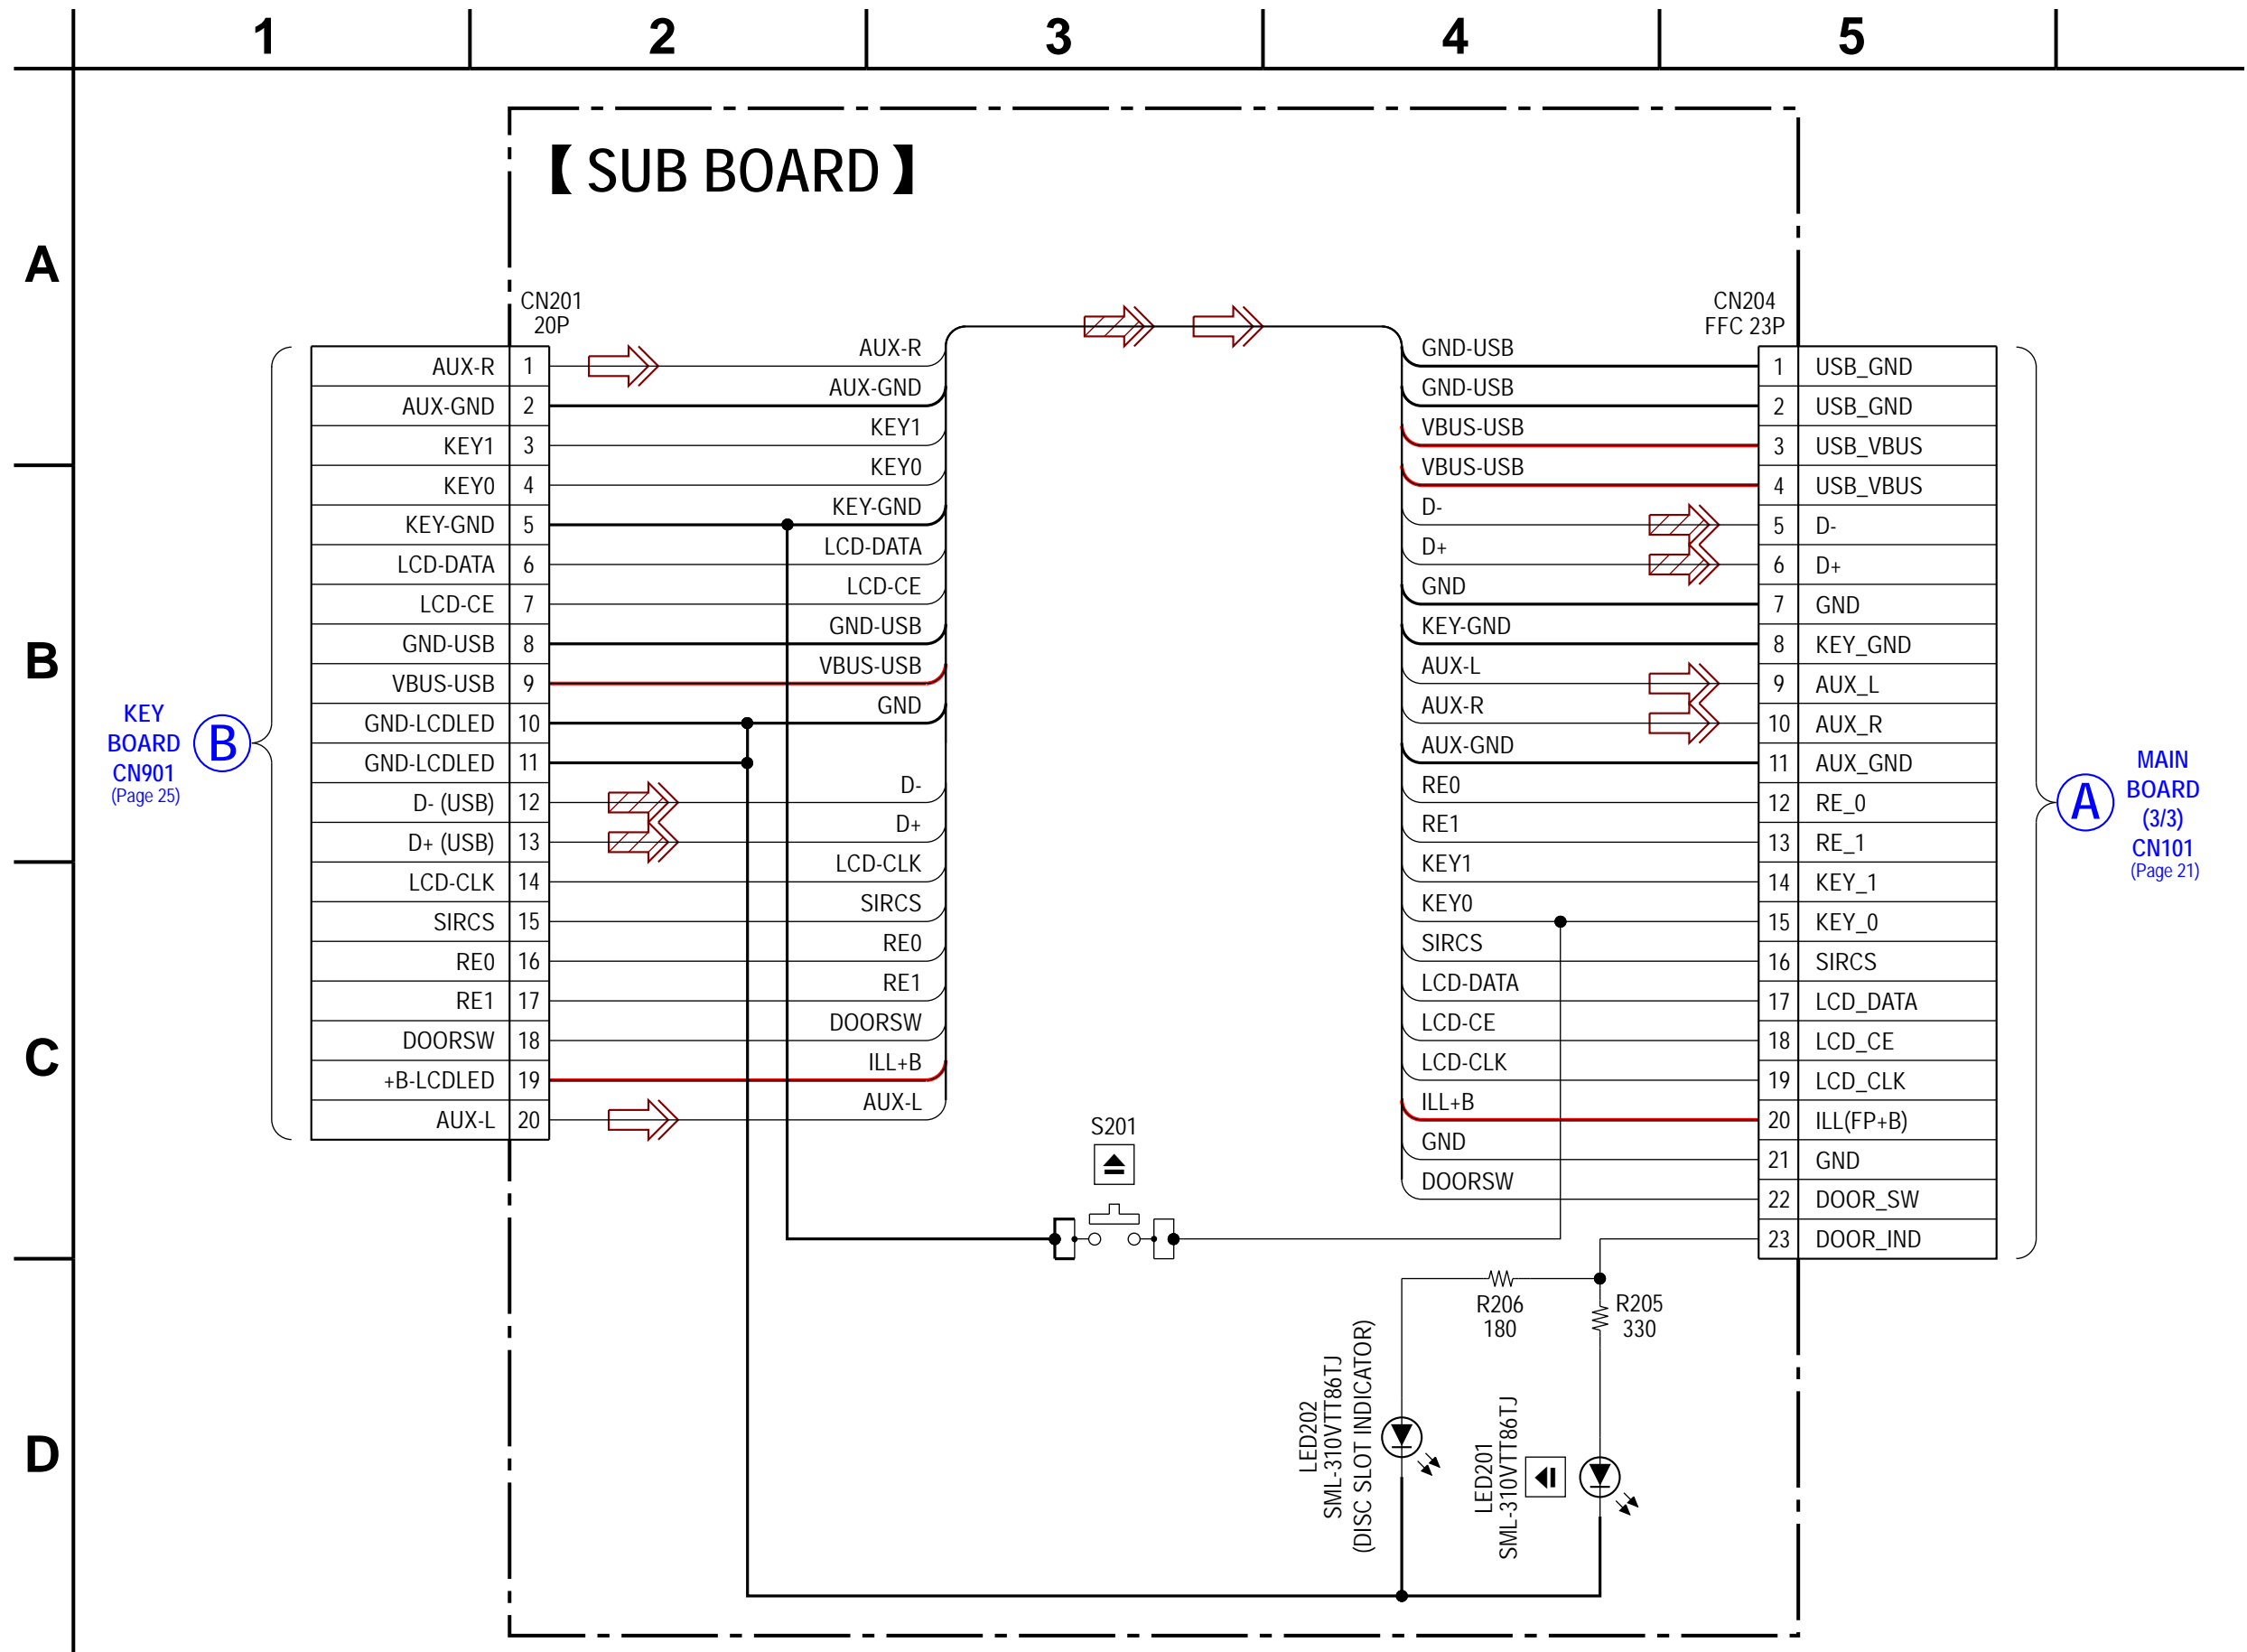 1 2 3 4 5
A
B
C
D
【 SUB BOARD 】
CN201
20P
AUX-R 1
AUX-GND 2
KEY1 3
KEY0 4
KEY-GND 5
LCD-DATA 6
LCD-CE 7
GND-USB 8
VBUS-USB 9
GND-LCDLED 10
GND-LCDLED 11
D- (USB) 12
D+ (USB) 13
LCD-CLK 14
SIRCS 15
RE0 16
RE1 17
DOORSW 18
+B-LCDLED 19
AUX-L 20
KEY
BOARD
CN901
(Page 25)
B
AUX-R
AUX-GND
KEY1
KEY0
KEY-GND
LCD-DATA
LCD-CE
GND-USB
VBUS-USB
GND
D-
D+
LCD-CLK
SIRCS
RE0
RE1
DOORSW
ILL+B
AUX-L
S201
GND-USB
GND-USB
VBUS-USB
VBUS-USB
D-
D+
GND
KEY-GND
AUX-L
AUX-R
AUX-GND
RE0
RE1
KEY1
KEY0
SIRCS
LCD-DATA
LCD-CE
LCD-CLK
ILL+B
GND
DOORSW
CN204
FFC 23P
1 USB_GND
2 USB_GND
3 USB_VBUS
4 USB_VBUS
5 D-
6 D+
7 GND
8 KEY_GND
9 AUX_L
10 AUX_R
11 AUX_GND
12 RE_0
13 RE_1
14 KEY_1
15 KEY_0
16 SIRCS
17 LCD_DATA
18 LCD_CE
19 LCD_CLK
20 ILL(FP+B)
21 GND
22 DOOR_SW
23 DOOR_IND
A
MAIN
BOARD
(3/3)
CN101
(Page 21)
R206
180
R205
330
LED202
SML-310VTT86TJ
(DISC SLOT INDICATOR)
LED201
SML-310VTT86TJ